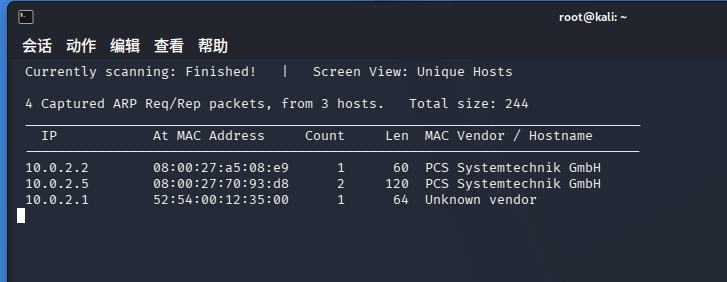 root@kali: ~
会话 动作 编辑 查看 帮助
Currently scanning: Finished! | Screen View: Unique Hosts
4 Captured ARP Req/Rep packets, from 3 hosts. Total size: 244
IP At MAC Address Count Len MAC Vendor / Hostname
10.0.2.2 08:00:27:a5:08:e9 1 60 PCS Systemtechnik GmbH
10.0.2.5 08:00:27:70:93:d8 2 120 PCS Systemtechnik GmbH
10.0.2.1 52:54:00:12:35:00 1 64 Unknown vendor